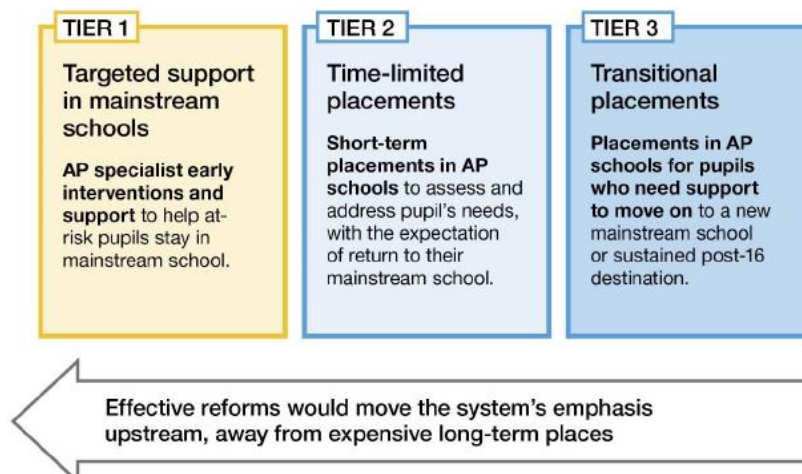 TIER 1
Targeted support
in mainstream
schools
AP specialist early
interventions and
support to help at-
risk pupils stay in
mainstream school.
TIER 2
Time-limited
placements
Short-term
placements in AP
schools to assess and
address pupil's needs,
with the expectation
of return to their
mainstream school.
TIER 3
Transitional
placements
Placements in AP
schools for pupils
who need support
to move on to a new
mainstream school
or sustained post-16
destination.
Effective reforms would move the system's emphasis
upstream, away from expensive long-term places